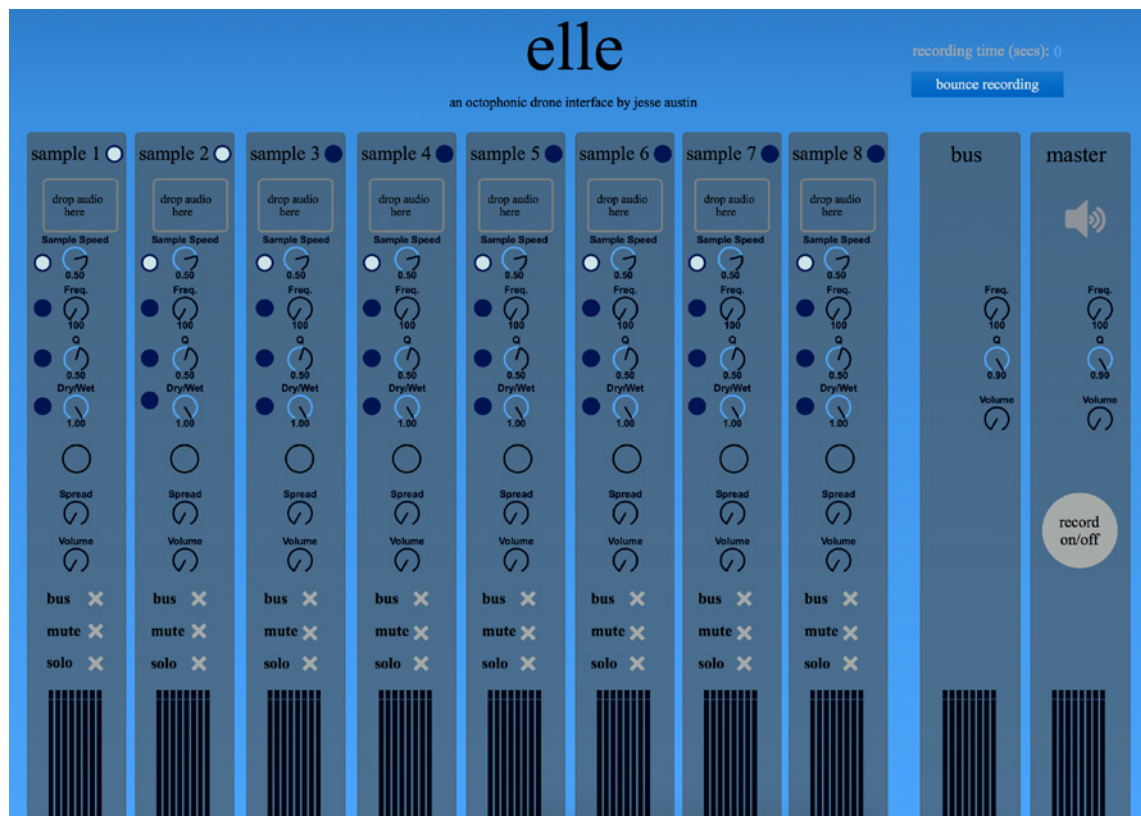 elle
recording time (secs): 0
bounce recording
an octophonic drone interface by jesse austin
sample 1 sample 2 sample 3 sample 4 sample 5 sample 6 sample 7 sample 8 bus master
drop audio drop audio drop audio drop audio drop audio drop audio drop audio drop audio
here here here here here here here here
Sample Speed Sample Speed Sample Speed Sample Speed Sample Speed Sample Speed Sample Speed Sample Speed
0.50 0.50 0.50 0.50 0.50 0.50 0.50 0.50
Freq. Freq. Freq. Freq. Freq. Freq. Freq. Freq. Freq. Freq.
100 100 100 100 100 100 100 100 100 100
Q Q Q Q Q Q Q Q Q Q
0.50 0.50 0.50 0.50 0.50 0.50 0.50 0.50 0.90 0.90
Dry/Wet Dry/Wet Dry/Wet Dry/Wet Dry/Wet Dry/Wet Dry/Wet Dry/Wet
Volume Volume
1.00 1.00 1.00 1.00 1.00 1.00 1.00 1.00
Spread Spread Spread Spread Spread Spread Spread Spread
record
on/off
Volume Volume Volume Volume Volume Volume Volume Volume
bus bus bus bus bus bus bus bus
mute mute mute mute mute mute mute mute
solo solo solo solo solo solo solo solo